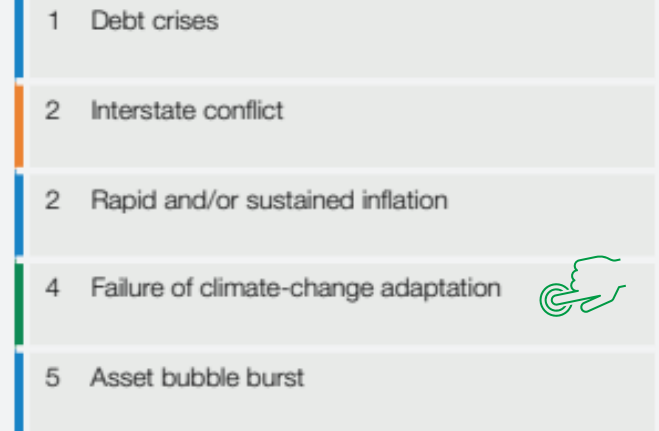 1 Debt crises
2 Interstate conflict
2 Rapid and/or sustained inflation
4 Failure of climate-change adaptation
5 Asset bubble burst